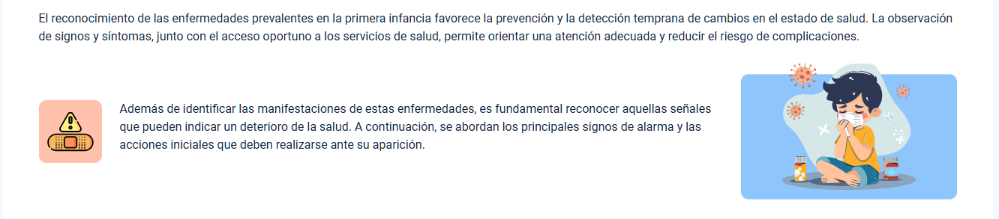 El reconocimiento de las enfermedades prevalentes en la primera infancia favorece la prevención y la detección temprana de cambios en el estado de salud. La observación
de signos y síntomas, junto con el acceso oportuno a los servicios de salud, permite orientar una atención adecuada y reducir el riesgo de complicaciones.
Además de identificar las manifestaciones de estas enfermedades, es fundamental reconocer aquellas señales
que pueden indicar un deterioro de la salud. A continuación, se abordan los principales signos de alarma y las
acciones iniciales que deben realizarse ante su aparición.